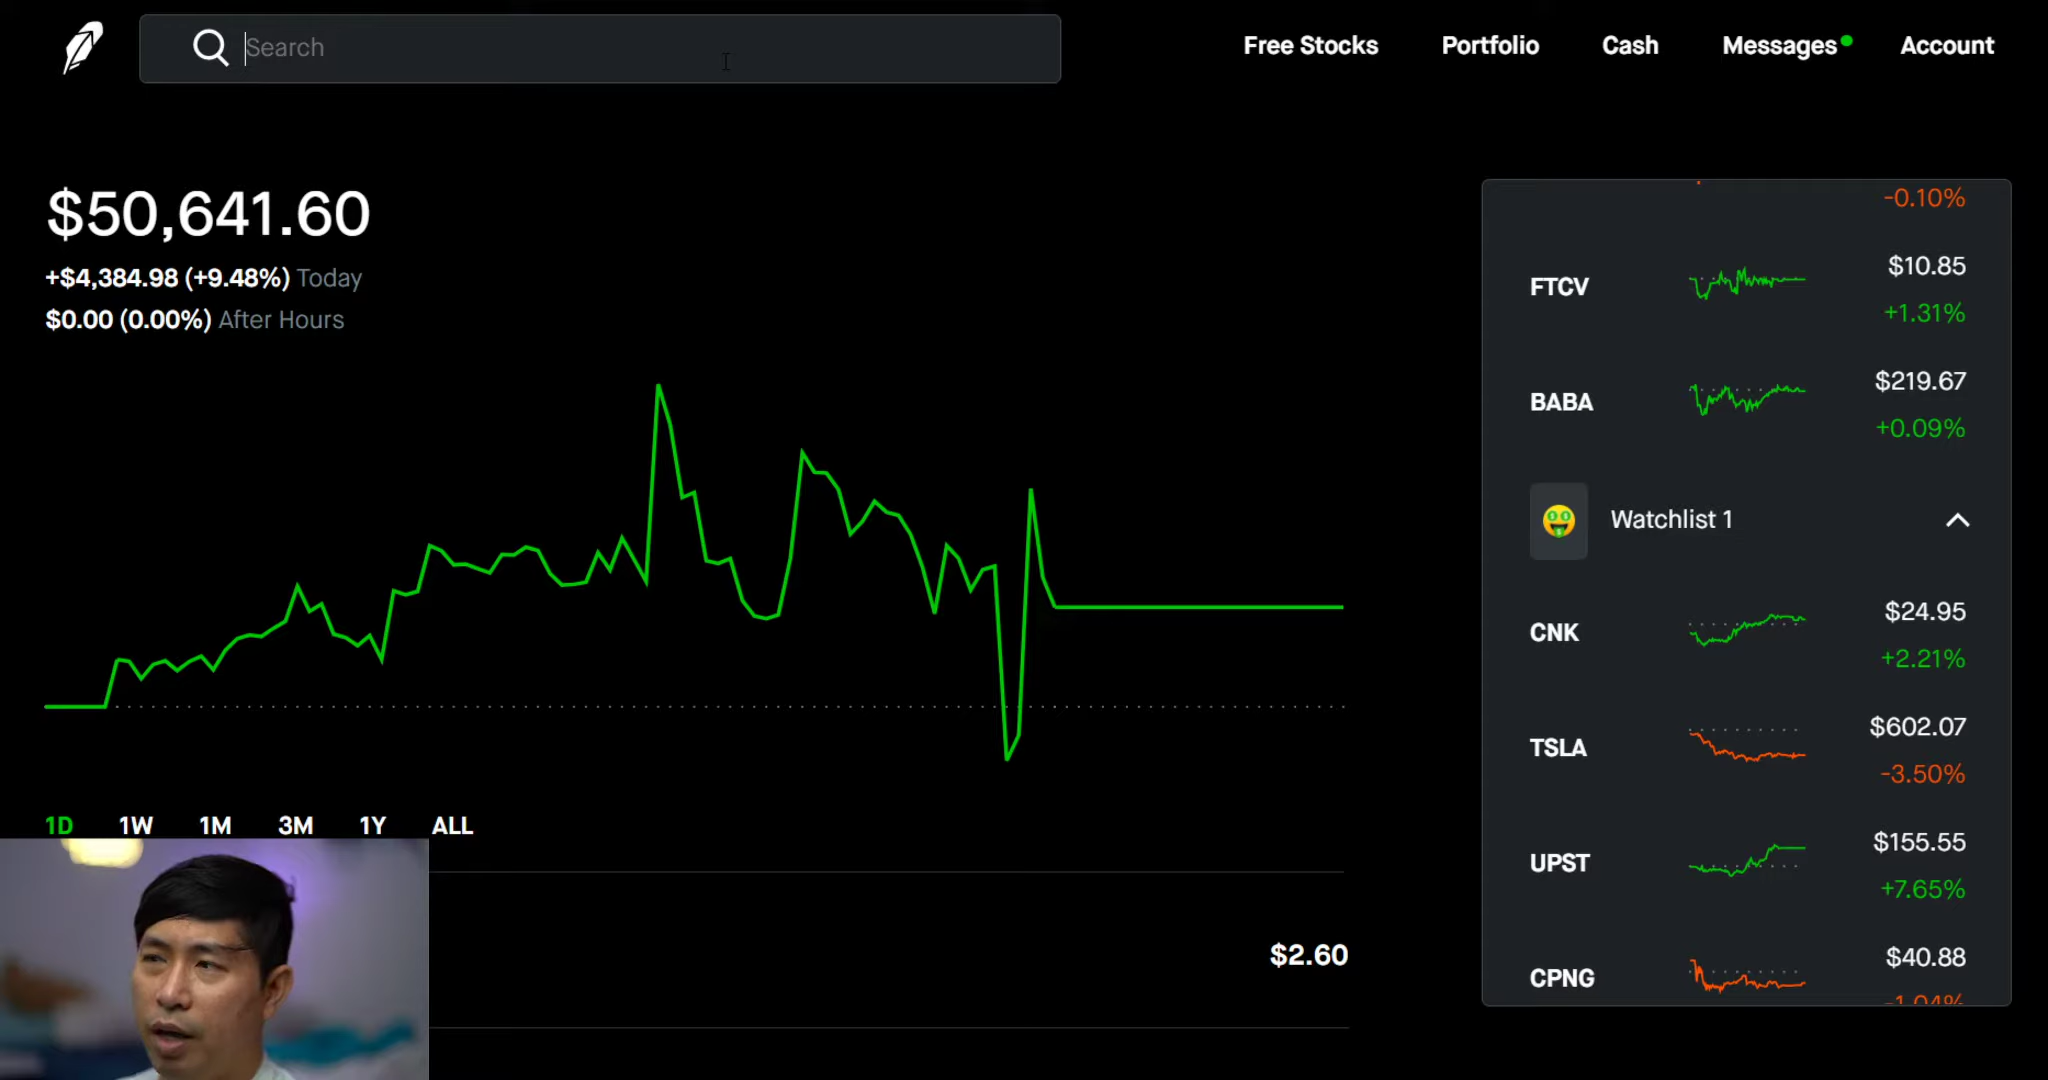 Search
Free Stocks
Portfolio
Cash
Messages
Account
$50,641.60
+$4,384.98 (+9.48%) Today
$0.00 (0.00%) After Hours
1D 1W 1M 3M 1Y ALL
$2.60
-0.10%
FTCV
$10.85
+1.31%
BABA
$219.67
+0.09%
Watchlist 1
CNK
$24.95
+2.21%
TSLA
$602.07
-3.50%
UPST
$155.55
+7.65%
CPNG
$40.88
-1.04%